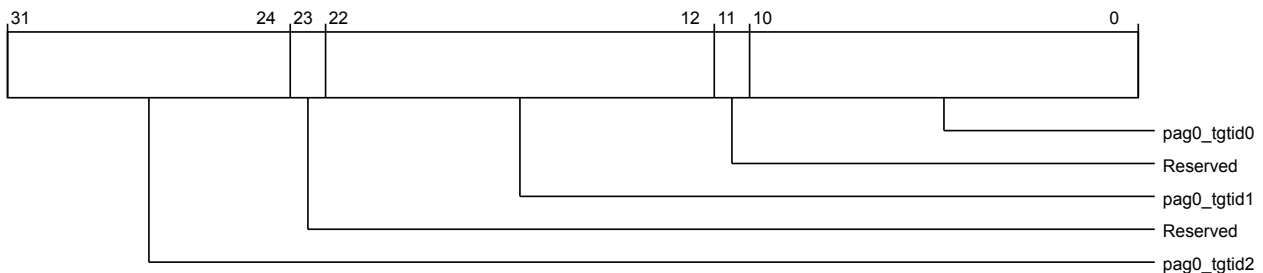 31 24 23 22 12 11 10 0
pag0_tgtid0
Reserved
pag0_tgtid1
Reserved
pag0_tgtid2